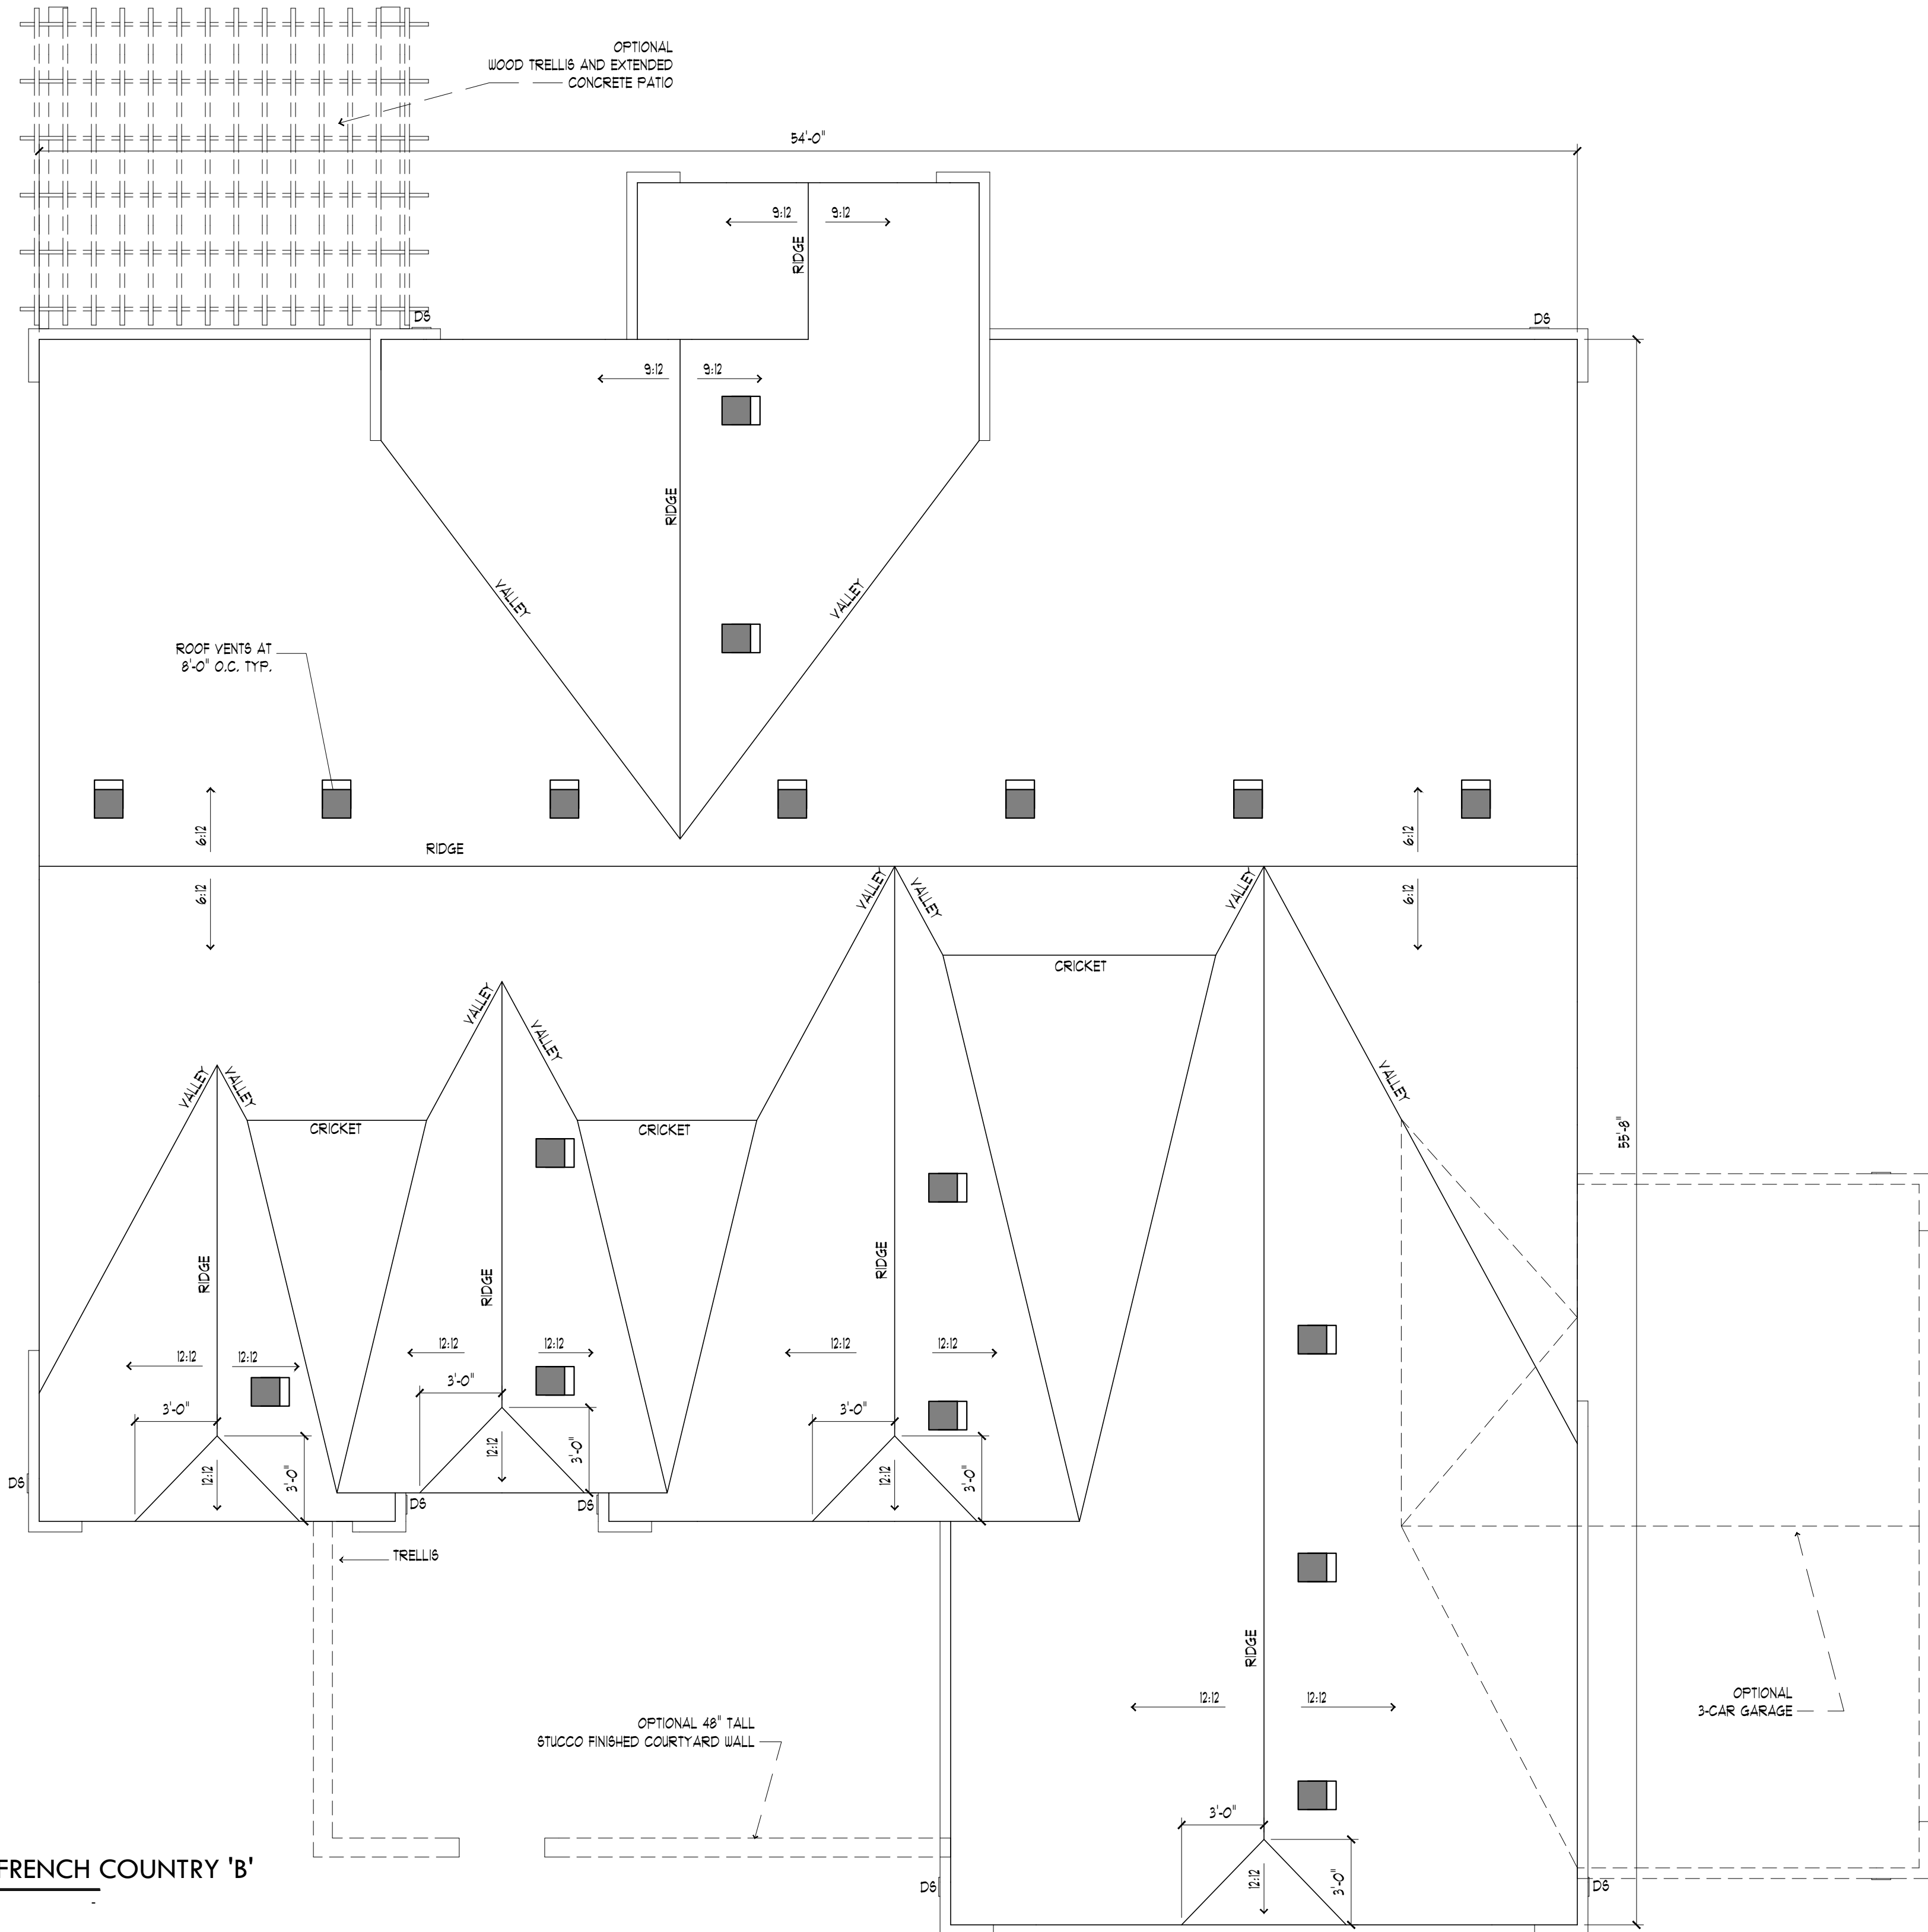 OPTIONAL
WOOD TRELLIS AND EXTENDED
CONCRETE PATIO
54'-0"
9:12
9:12
RIDGE
DS
DS
9:12
9:12
RIDGE
VALLEY
VALLEY
ROOF VENTS AT
8'-0" O.C. TYP.
6:12
6:12
RIDGE
6:12
6:12
VALLEY
VALLEY
VALLEY
CRICKET
VALLEY
VALLEY
VALLEY
VALLEY
VALLEY
CRICKET
CRICKET
55'-8"
RIDGE
RIDGE
RIDGE
12:12
12:12
12:12
12:12
12:12
12:12
3'-0"
3'-0"
3'-0"
12:12
3'-0"
12:12
3'-0"
12:12
3'-0"
DS
DS
DS
TRELLIS
RIDGE
12:12
12:12
OPTIONAL
3-CAR GARAGE
OPTIONAL 48" TALL
STUCCO FINISHED COURTYARD WALL
3'-0"
12:12
3'-0"
DS
DS
FRENCH COUNTRY 'B'
-